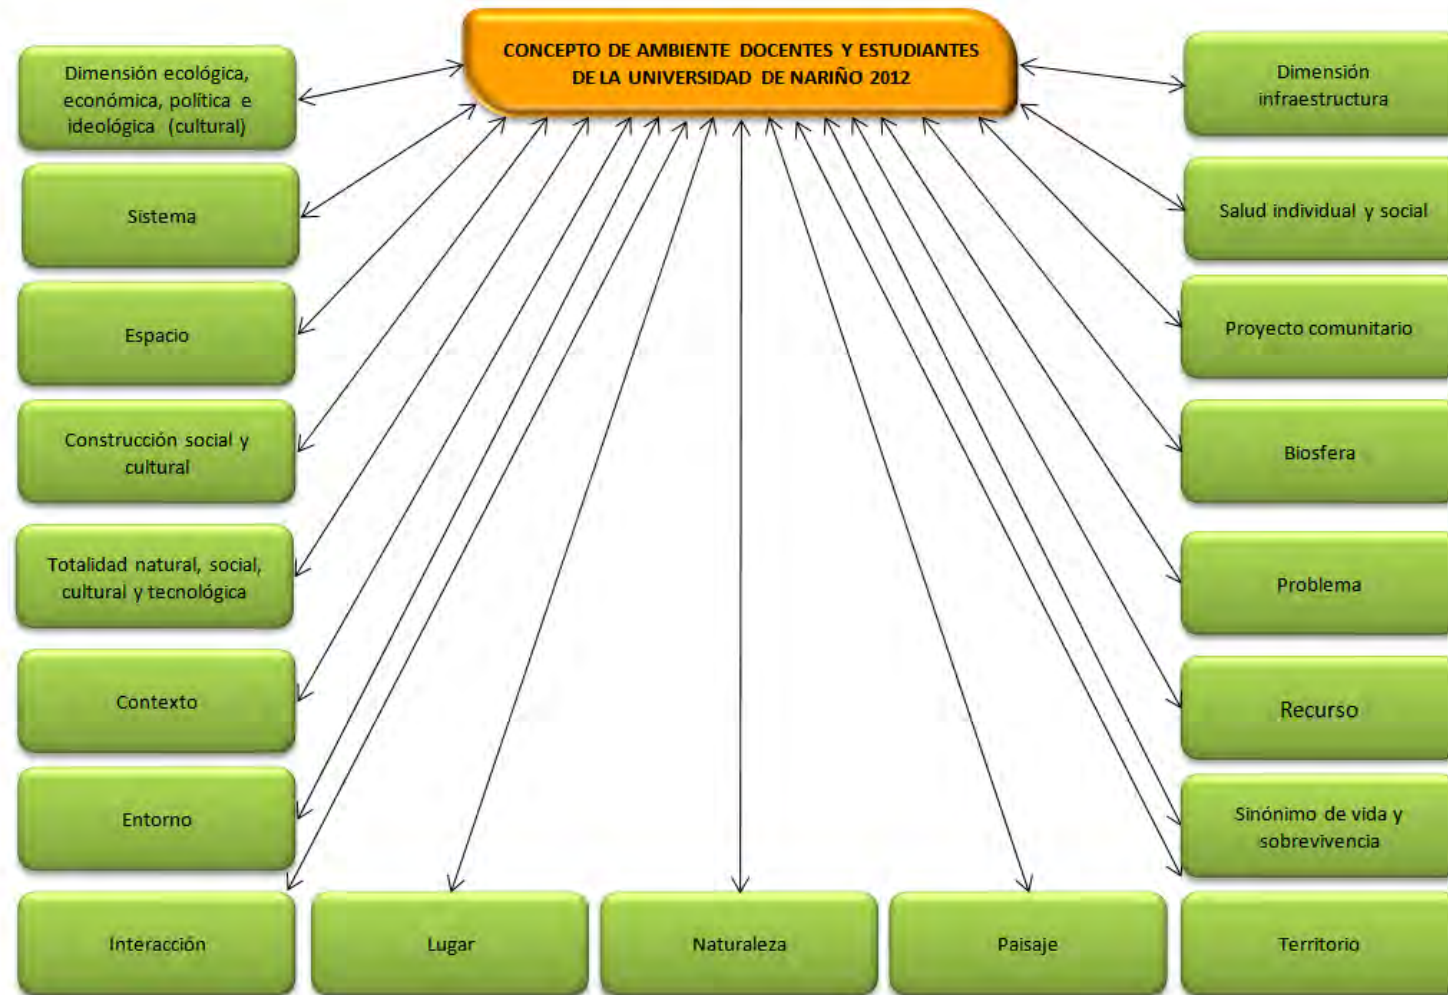 CONCEPTO DE AMBIENTE DOCENTES Y ESTUDIANTES
DE LA UNIVERSIDAD DE NARIÑO 2012
Dimensión ecológica,
económica, política e
ideológica (cultural)
Sistema
Espacio
Construcción social y
cultural
Totalidad natural, social,
cultural y tecnológica
Contexto
Entorno
Interacción
Lugar
Naturaleza
Paisaje
Territorio
Dimensión
infraestructura
Salud individual y social
Proyecto comunitario
Biosfera
Problema
Recurso
Sinónimo de vida y
sobrevivencia